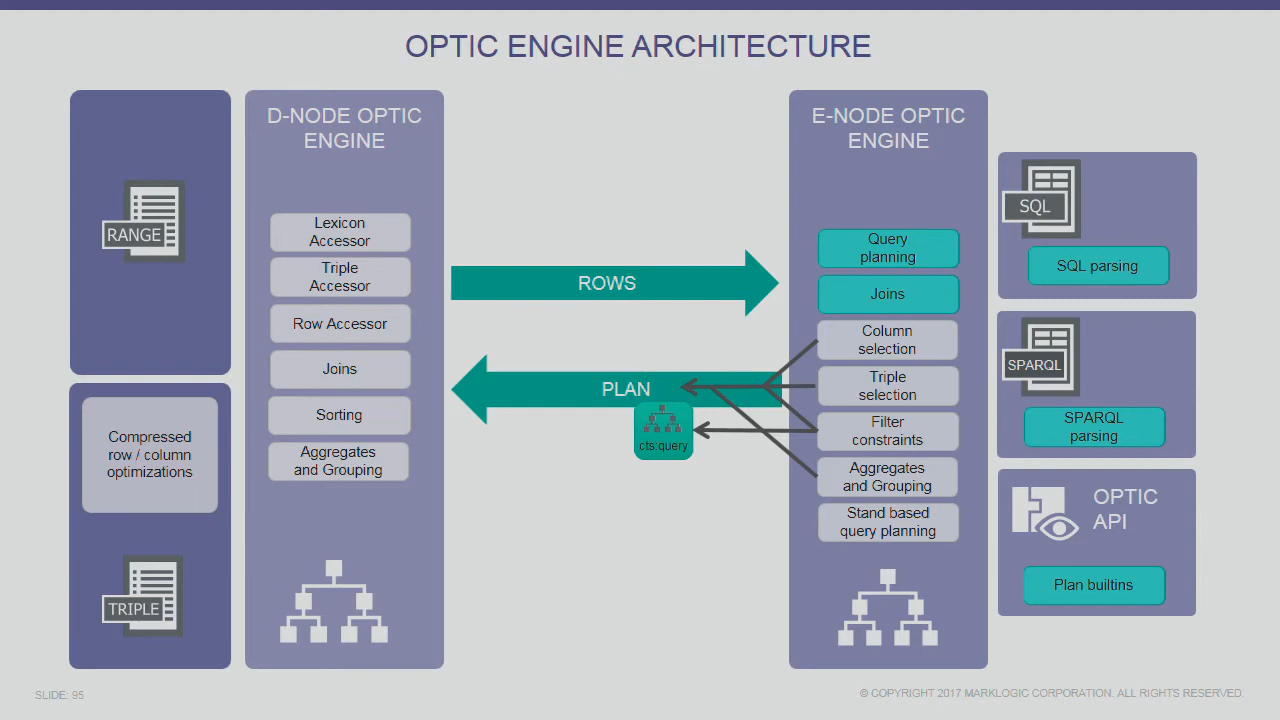 OPTIC ENGINE ARCHITECTURE
RANGE
Compressed
row / column
optimizations
TRIPLE
D-NODE OPTIC
ENGINE
Lexicon
Accessor
Triple
Accessor
Row Accessor
Joins
Sorting
Aggregates
and Grouping
ROWS
PLAN
cts:query
E-NODE OPTIC
ENGINE
Query
planning
Joins
Column
selection
Triple
selection
Filter
constraints
Aggregates
and Grouping
Stand based
query planning
SQL
SQL parsing
SPARQL
SPARQL
parsing
OPTIC
API
Plan builtins
SLIDE: 95
© COPYRIGHT 2017 MARKLOGIC CORPORATION. ALL RIGHTS RESERVED.